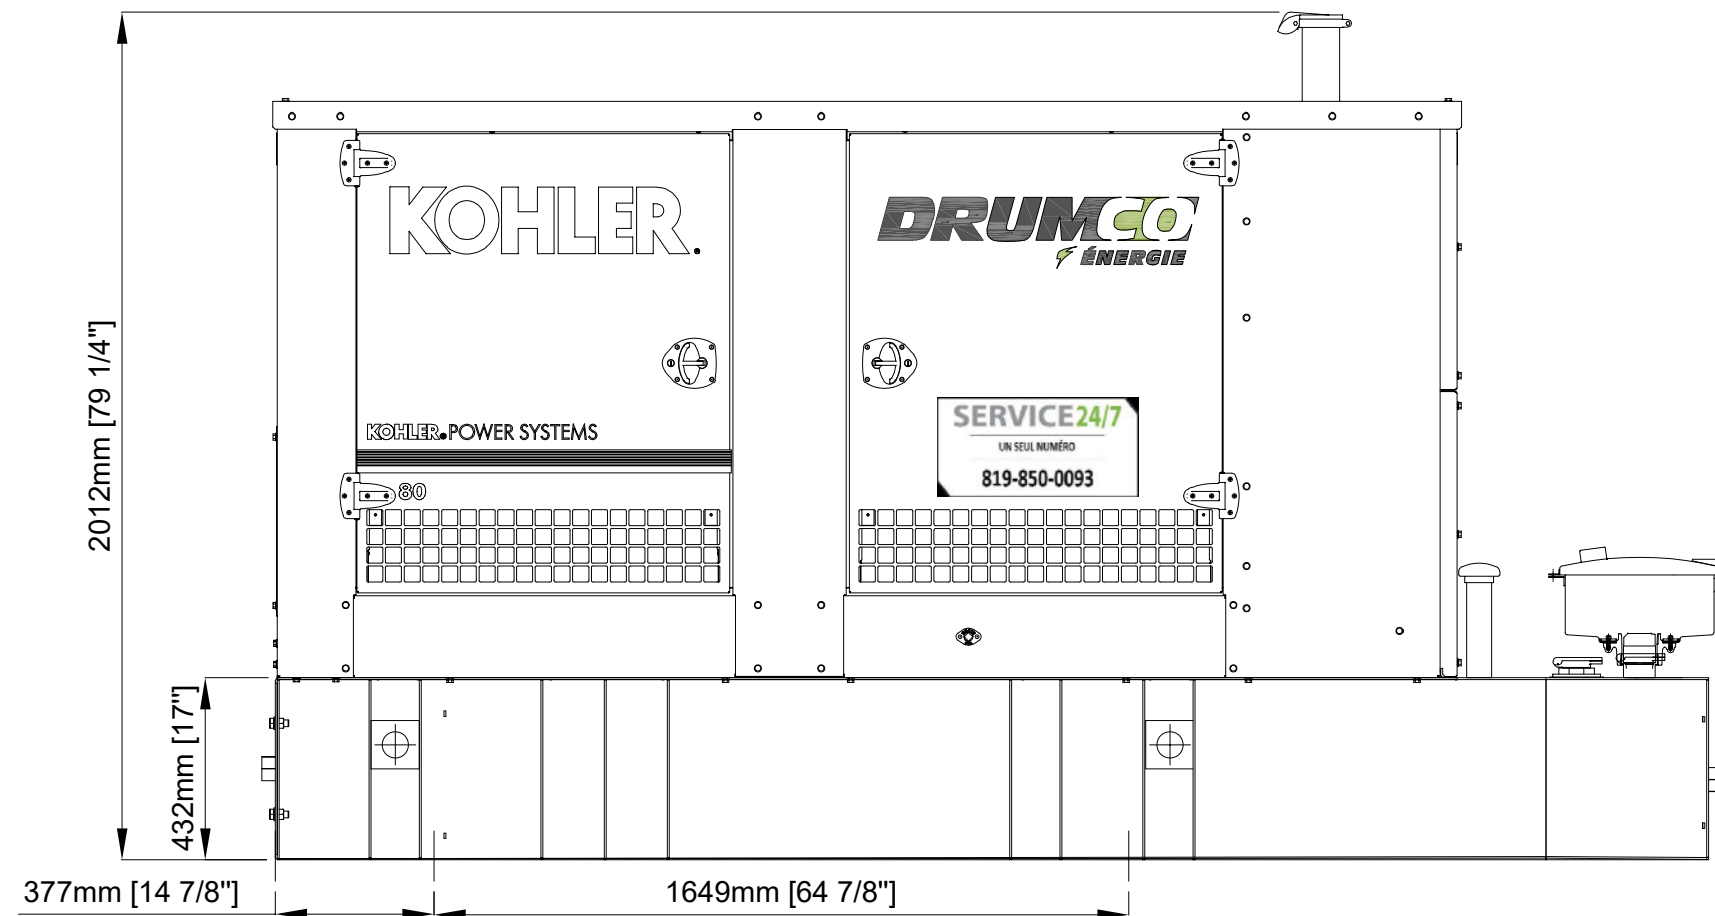 KOHLER.
DRUMCO
ÉNERGIE
2012mm [79 1/4"]
SERVICE24/7
UN SEUL NUMÉRO
819-850-0093
KOHLER. POWER SYSTEMS
80
432mm [17"]
377mm [14 7/8"]
1649mm [64 7/8"]